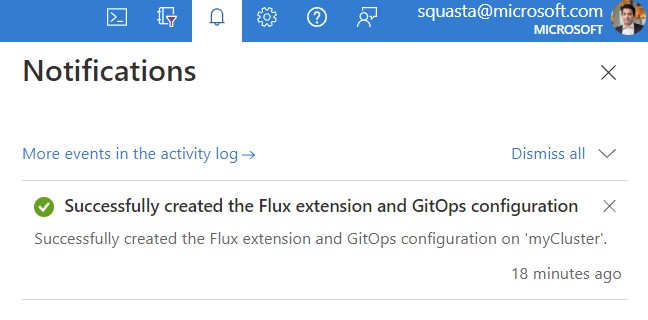 squasta@microsoft.com
MICROSOFT
Notifications
More events in the activity log →
Dismiss all
Successfully created the Flux extension and GitOps configuration
Successfully created the Flux extension and GitOps configuration on 'myCluster'.
18 minutes ago